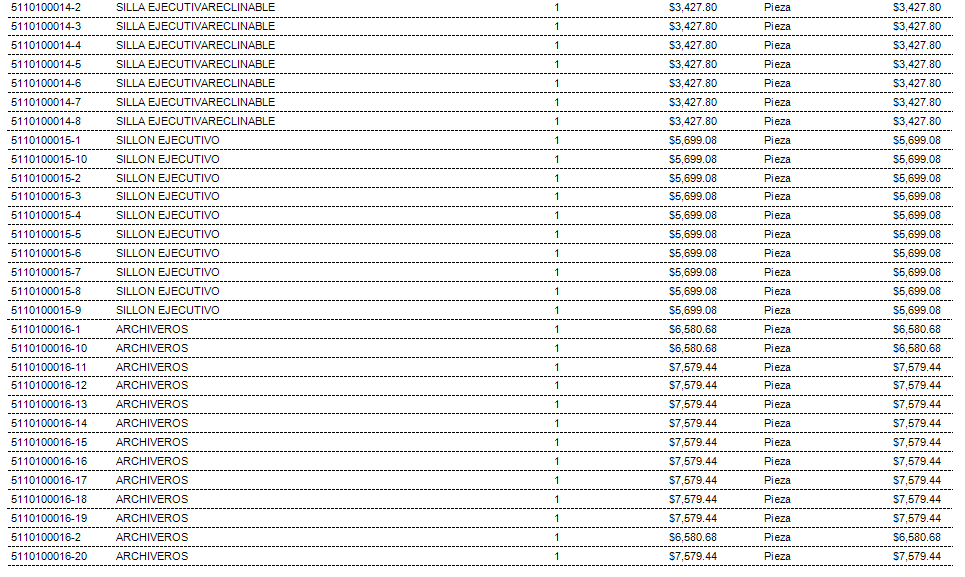 5110100014-2 SILLA EJECUTIVARECLINABLE 1 $3,427.80 Pieza $3,427.80
5110100014-3 SILLA EJECUTIVARECLINABLE 1 $3,427.80 Pieza $3,427.80
5110100014-4 SILLA EJECUTIVARECLINABLE 1 $3,427.80 Pieza $3,427.80
5110100014-5 SILLA EJECUTIVARECLINABLE 1 $3,427.80 Pieza $3,427.80
5110100014-6 SILLA EJECUTIVARECLINABLE 1 $3,427.80 Pieza $3,427.80
5110100014-7 SILLA EJECUTIVARECLINABLE 1 $3,427.80 Pieza $3,427.80
5110100014-8 SILLA EJECUTIVARECLINABLE 1 $3,427.80 Pieza $3,427.80
5110100015-1 SILLON EJECUTIVO 1 $5,699.08 Pieza $5,699.08
5110100015-10 SILLON EJECUTIVO 1 $5,699.08 Pieza $5,699.08
5110100015-2 SILLON EJECUTIVO 1 $5,699.08 Pieza $5,699.08
5110100015-3 SILLON EJECUTIVO 1 $5,699.08 Pieza $5,699.08
5110100015-4 SILLON EJECUTIVO 1 $5,699.08 Pieza $5,699.08
5110100015-5 SILLON EJECUTIVO 1 $5,699.08 Pieza $5,699.08
5110100015-6 SILLON EJECUTIVO 1 $5,699.08 Pieza $5,699.08
5110100015-7 SILLON EJECUTIVO 1 $5,699.08 Pieza $5,699.08
5110100015-8 SILLON EJECUTIVO 1 $5,699.08 Pieza $5,699.08
5110100015-9 SILLON EJECUTIVO 1 $5,699.08 Pieza $5,699.08
5110100016-1 ARCHIVEROS 1 $6,580.68 Pieza $6,580.68
5110100016-10 ARCHIVEROS 1 $6,580.68 Pieza $6,580.68
5110100016-11 ARCHIVEROS 1 $7,579.44 Pieza $7,579.44
5110100016-12 ARCHIVEROS 1 $7,579.44 Pieza $7,579.44
5110100016-13 ARCHIVEROS 1 $7,579.44 Pieza $7,579.44
5110100016-14 ARCHIVEROS 1 $7,579.44 Pieza $7,579.44
5110100016-15 ARCHIVEROS 1 $7,579.44 Pieza $7,579.44
5110100016-16 ARCHIVEROS 1 $7,579.44 Pieza $7,579.44
5110100016-17 ARCHIVEROS 1 $7,579.44 Pieza $7,579.44
5110100016-18 ARCHIVEROS 1 $7,579.44 Pieza $7,579.44
5110100016-19 ARCHIVEROS 1 $7,579.44 Pieza $7,579.44
5110100016-2 ARCHIVEROS 1 $6,580.68 Pieza $6,580.68
5110100016-20 ARCHIVEROS 1 $7,579.44 Pieza $7,579.44